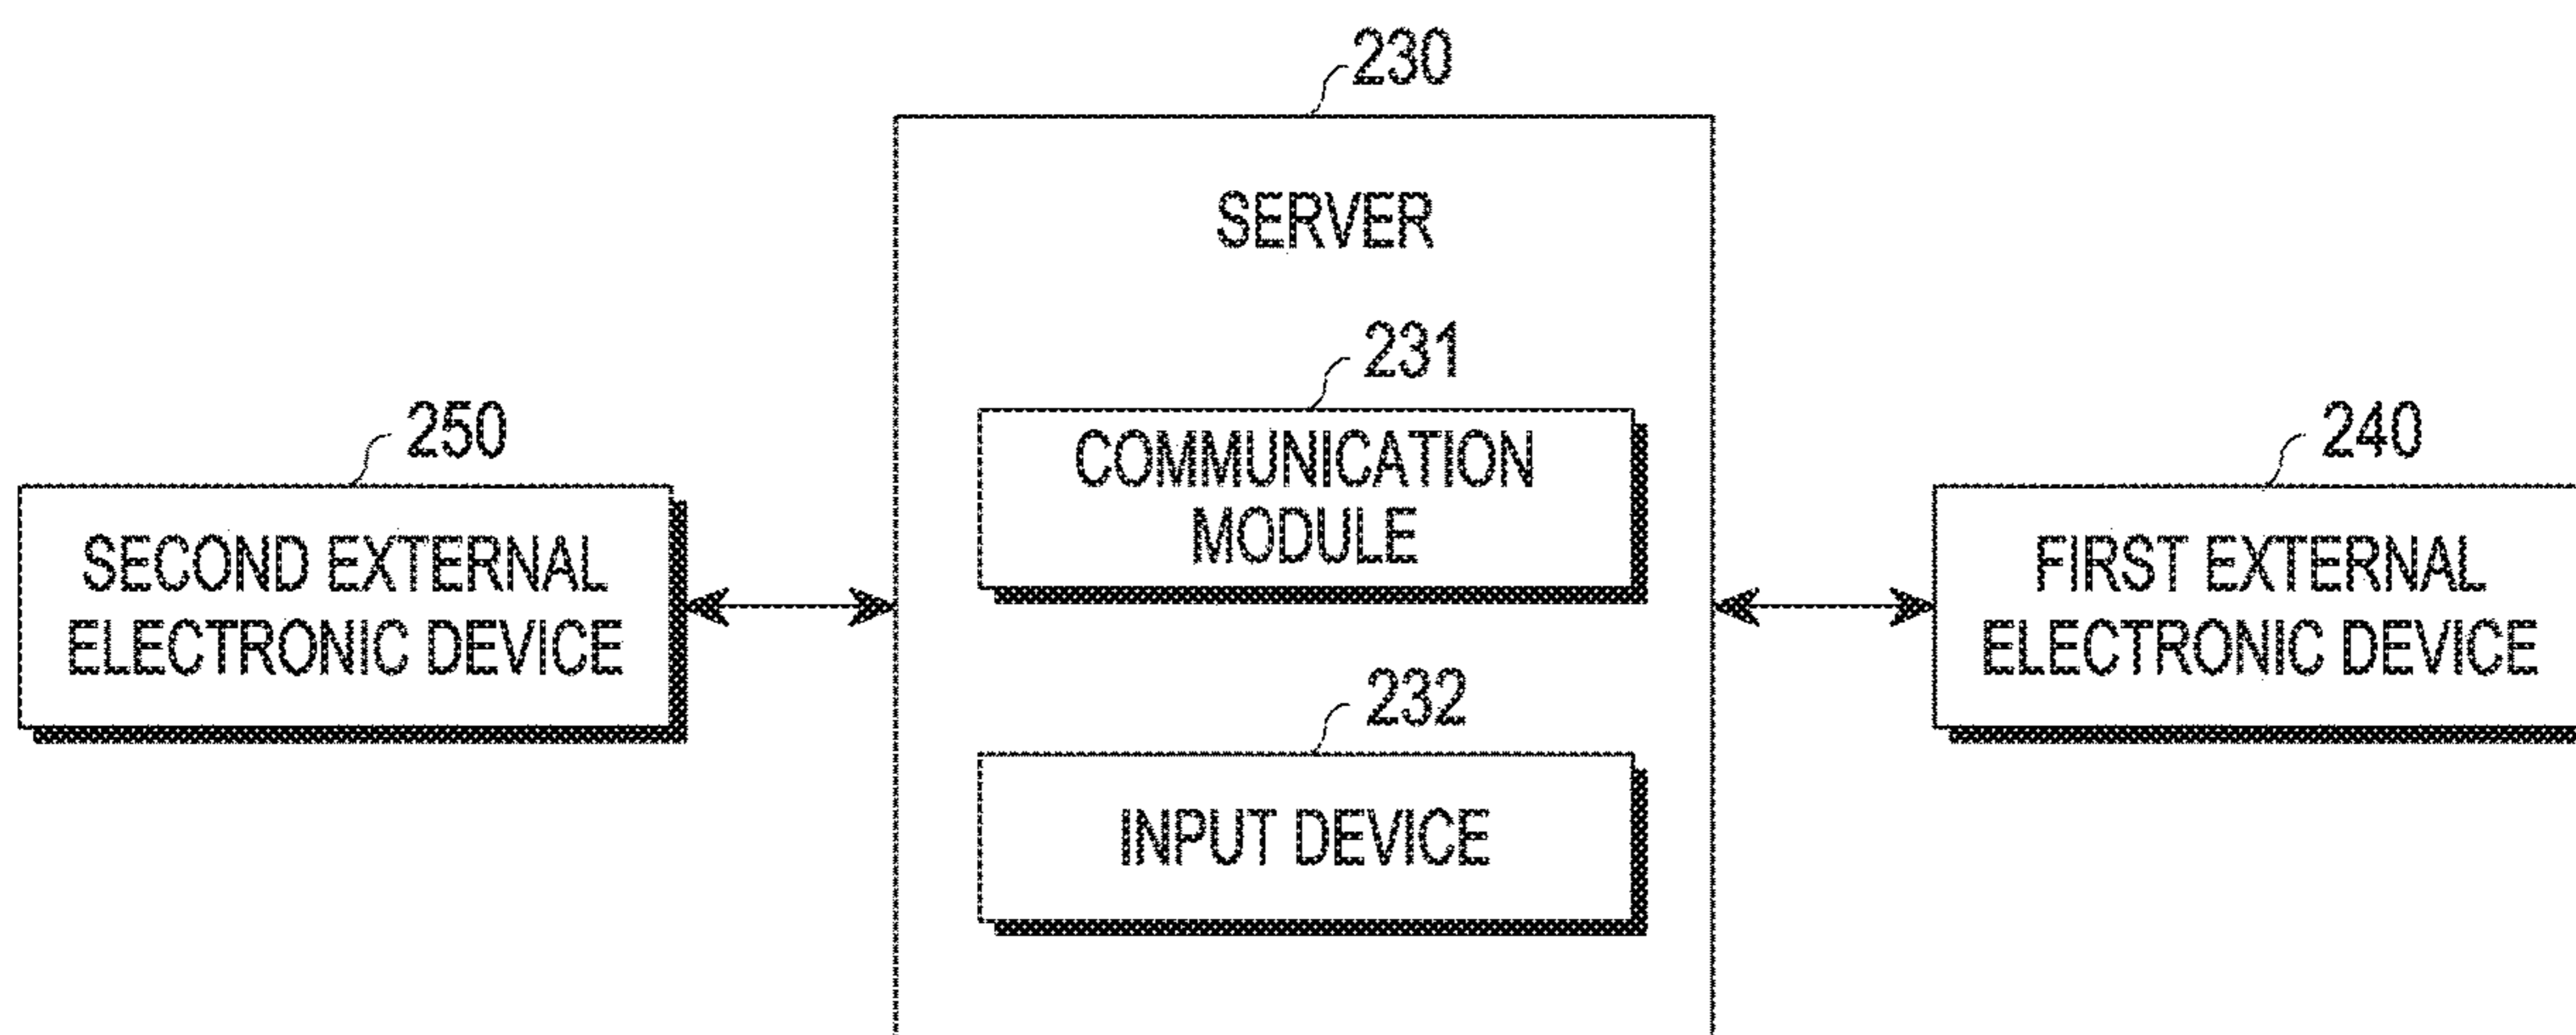 230
SERVER
231
COMMUNICATION
MODULE
250
SECOND EXTERNAL
ELECTRONIC DEVICE
240
FIRST EXTERNAL
ELECTRONIC DEVICE
232
INPUT DEVICE